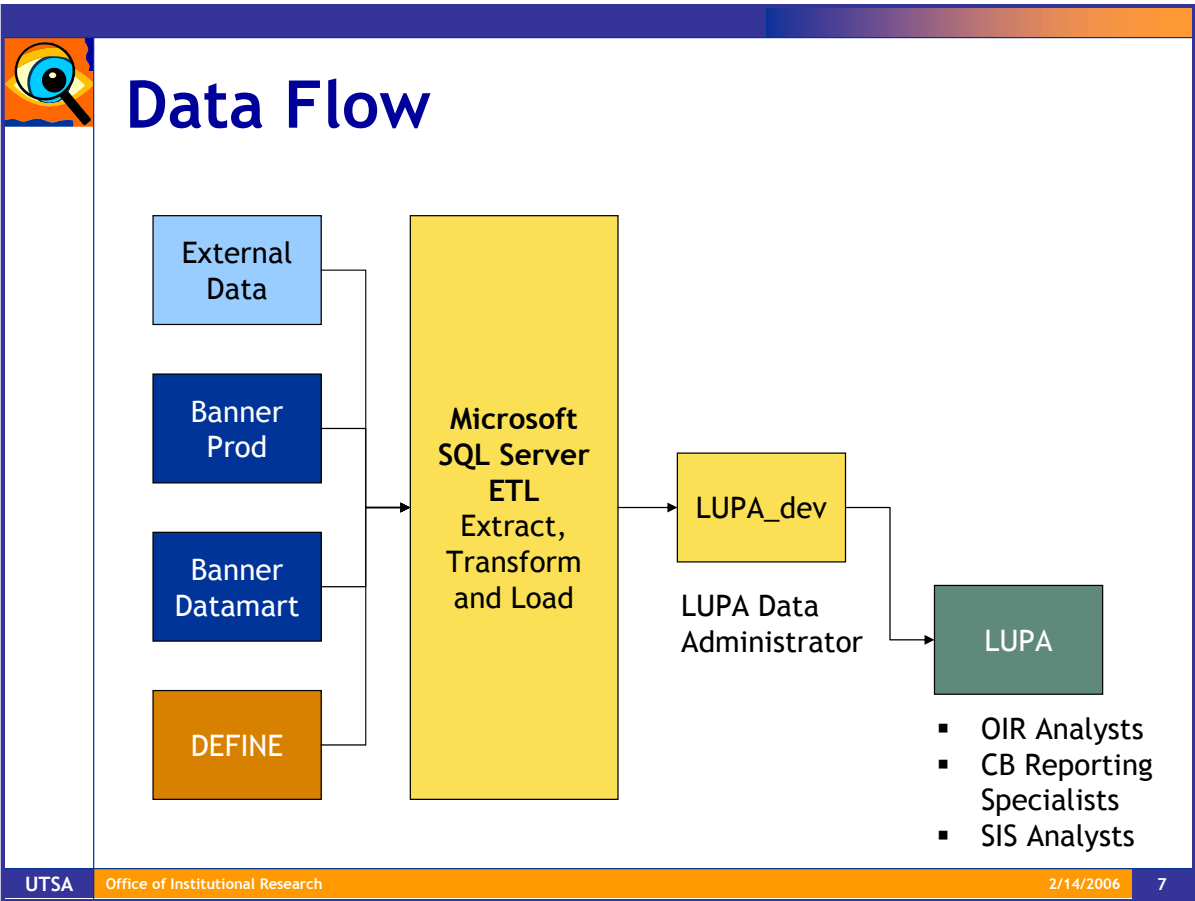 Data Flow
External
Data
Banner
Prod
Banner
Datamart
DEFINE
Microsoft
SQL Server
ETL
Extract,
Transform
and Load
LUPA_dev
LUPA Data
Administrator
LUPA
▪ OIR Analysts
▪ CB Reporting
Specialists
▪ SIS Analysts
UTSA Office of Institutional Research 2/14/2006 7